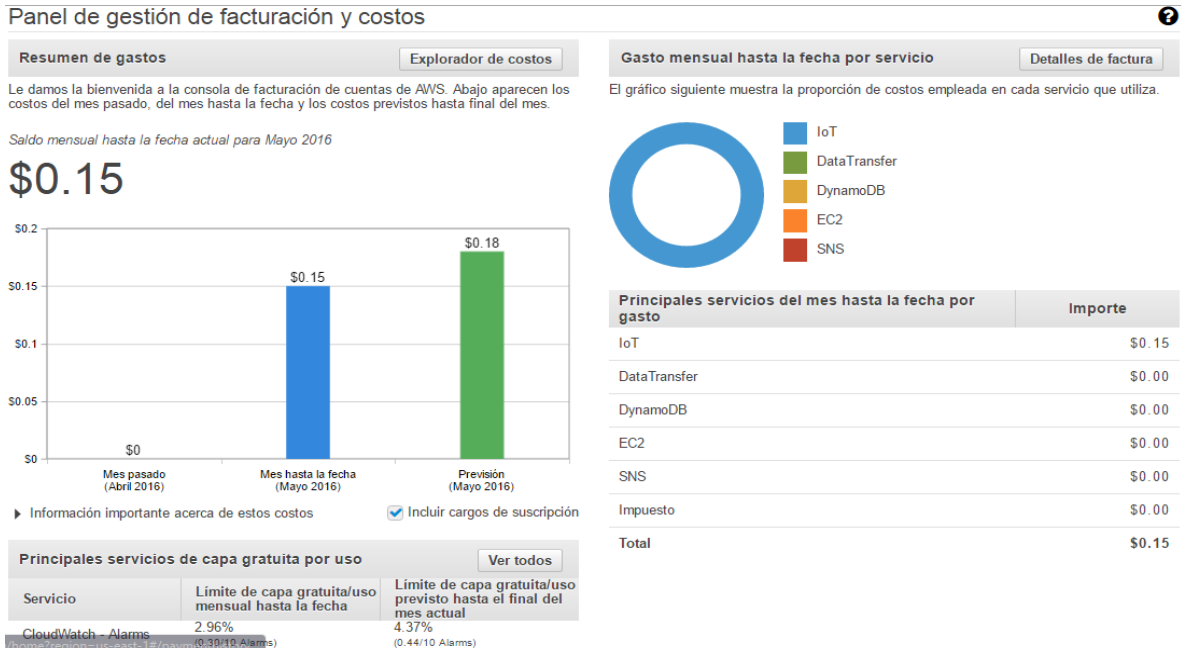 Panel de gestión de facturación y costos
Resumen de gastos
Explorador de costos
Le damos la bienvenida a la consola de facturación de cuentas de AWS. Abajo aparecen los
costos del mes pasado, del mes hasta la fecha y los costos previstos hasta final del mes.
Saldo mensual hasta la fecha actual para Mayo 2016
$0.15
$0.2
$0.15
$0.1
$0.05
$0
$0
$0.15
$0.18
Mes pasado
(Abril 2016)
Mes hasta la fecha
(Mayo 2016)
Previsión
(Mayo 2016)
Información importante acerca de estos costos
Incluir cargos de suscripción
Principales servicios de capa gratuita por uso
Ver todos
Servicio
Límite de capa gratuita/uso
mensual hasta la fecha
Límite de capa gratuita/uso
previsto hasta el final del
mes actual
CloudWatch - Alarms
2.96%
(0.30/10 Alarms)
4.37%
(0.44/10 Alarms)
Gasto mensual hasta la fecha por servicio
Detalles de factura
El gráfico siguiente muestra la proporción de costos empleada en cada servicio que utiliza.
IoT
DataTransfer
DynamoDB
EC2
SNS
Principales servicios del mes hasta la fecha por
gasto
Importe
IoT $0.15
DataTransfer $0.00
DynamoDB $0.00
EC2 $0.00
SNS $0.00
Impuesto $0.00
Total $0.15